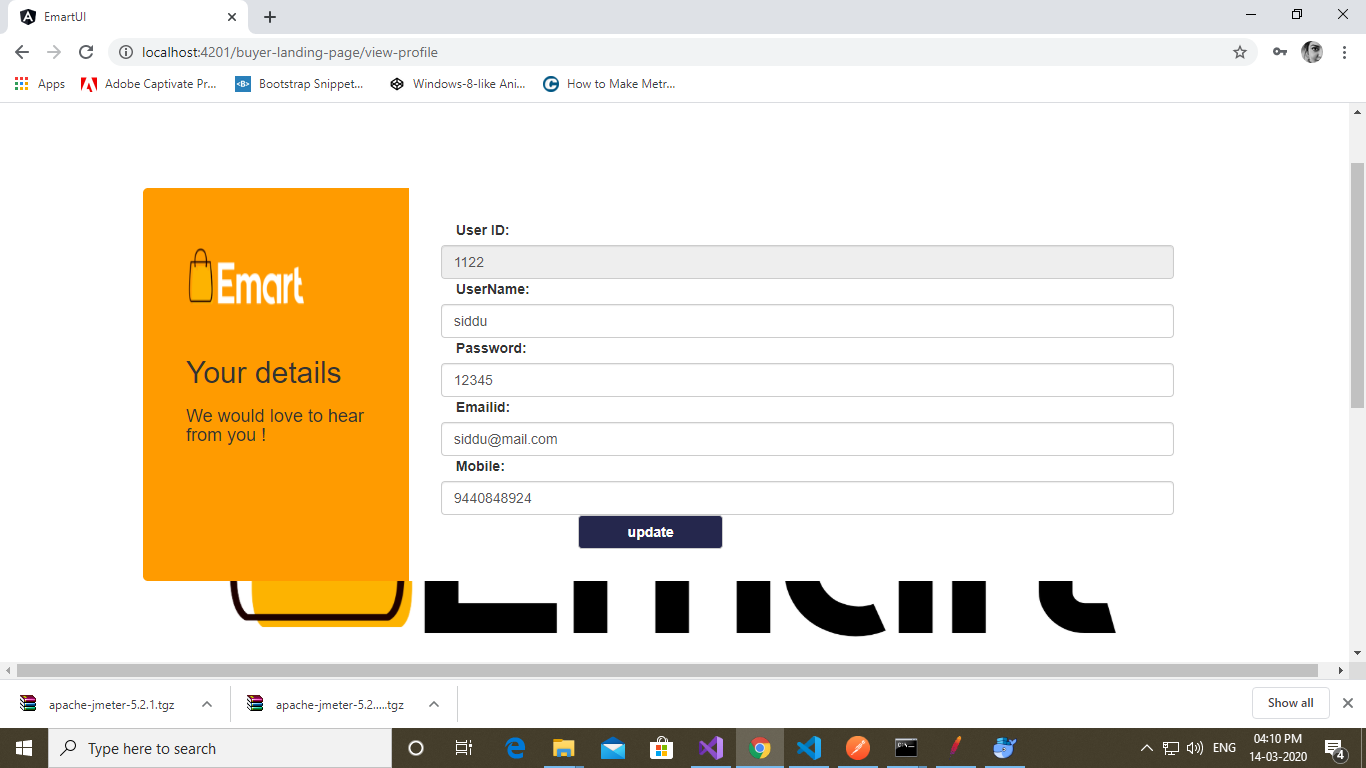 EmartUI
localhost:4201/buyer-landing-page/view-profile
Apps
Adobe Captivate Pr...
Bootstrap Snippet...
Windows-8-like Ani...
How to Make Metr...
Emart
Your details
We would love to hear
from you !
User ID:
1122
UserName:
siddu
Password:
12345
Emailid:
siddu@mail.com
Mobile:
9440848924
update
Emart
apache-jmeter-5.2.1.tgz
apache-jmeter-5.2.....tgz
Show all
Type here to search
ENG
04:10 PM
14-03-2020
4